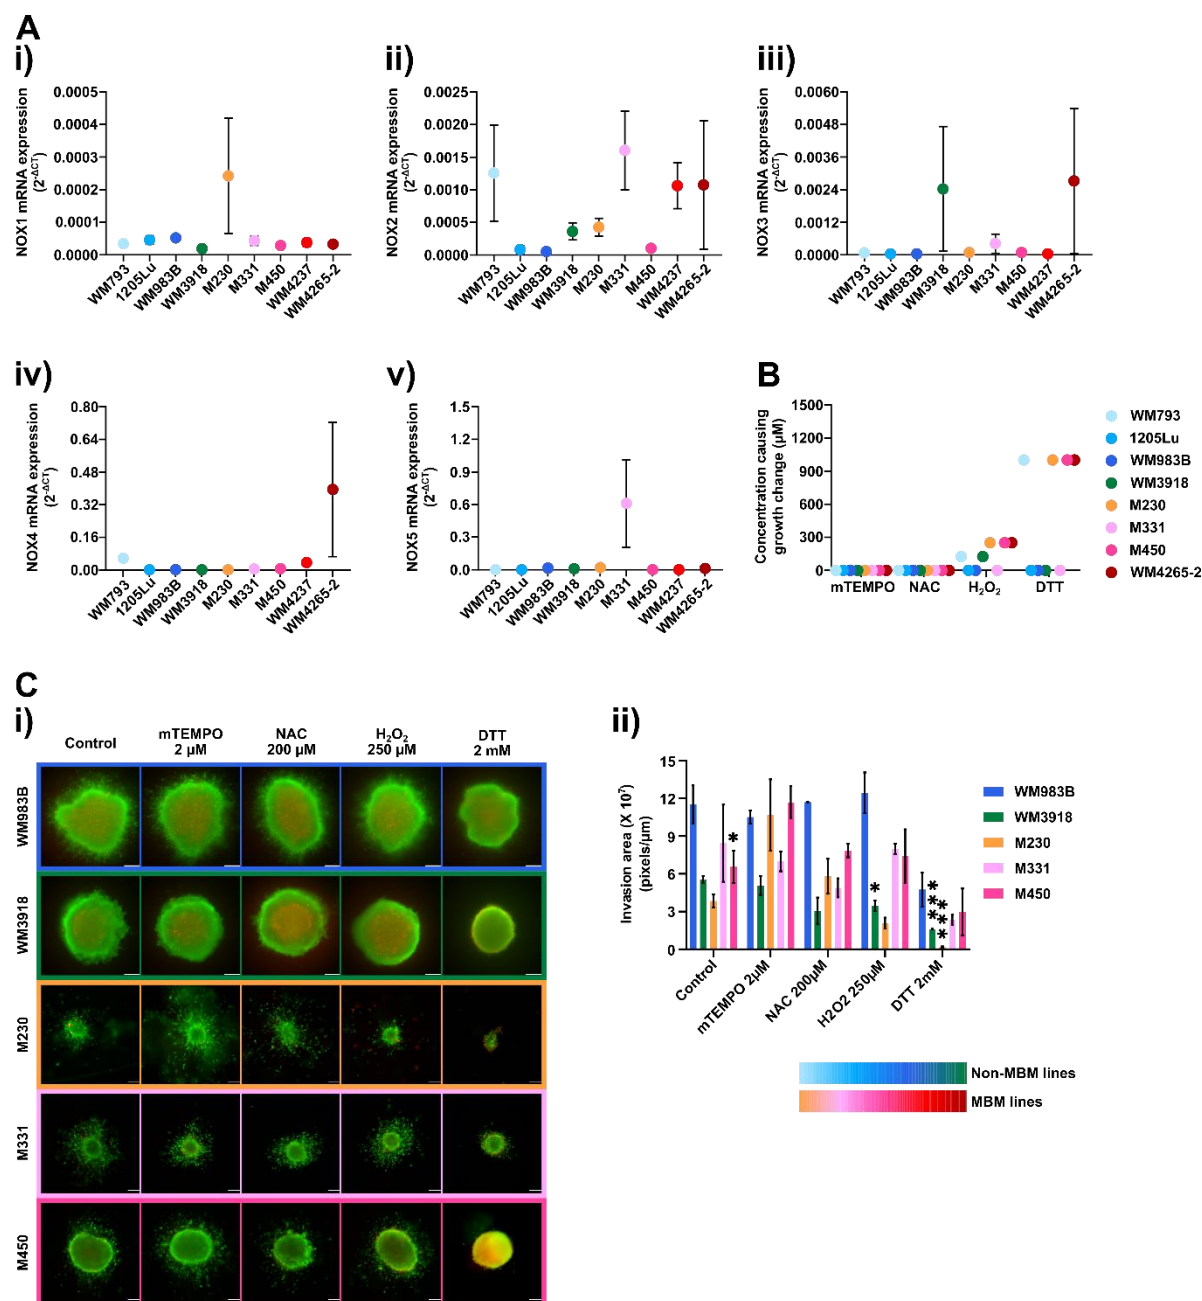 A
i)
NOX1 mRNA expression
(2-ΔCT)
0.0005
0.0004
0.0003
0.0002
0.0001
0.0000
WM793
1205Lu
WM983B
WM3918
M230
M331
M450
WM4237
WM4265-2
ii)
NOX2 mRNA expression
(2-ΔCT)
0.0025
0.0020
0.0015
0.0010
0.0005
0.0000
WM793
1205Lu
WM983B
WM3918
M230
M331
M450
WM4237
WM4265-2
iii)
NOX3 mRNA expression
(2-ΔCT)
0.0060
0.0048
0.0036
0.0024
0.0012
0.0000
WM793
1205Lu
WM983B
WM3918
M230
M331
M450
WM4237
WM4265-2
iv)
NOX4 mRNA expression
(2-ΔCT)
0.80
0.64
0.48
0.32
0.16
0.00
WM793
1205Lu
WM983B
WM3918
M230
M331
M450
WM4237
WM4265-2
v)
NOX5 mRNA expression
(2-ΔCT)
1.5
1.2
0.9
0.6
0.3
0.0
WM793
1205Lu
WM983B
WM3918
M230
M331
M450
WM4237
WM4265-2
B
Concentration causing
growth change (µM)
1500
1200
900
600
300
0
mTEMPO NAC H₂O₂ DTT
WM793
1205Lu
WM983B
WM3918
M230
M331
M450
WM4265-2
C
i)
Control
mTEMPO
2 µM
NAC
200 µM
H₂O₂
250 µM
DTT
2 mM
WM983B
WM3918
M230
M331
M450
ii)
Invasion area (X 10⁷)
(pixels/µm)
15
12
9
6
3
0
*
*
***
***
Control
mTEMPO 2µM
NAC 200µM
H2O2 250µM
DTT 2mM
WM983B
WM3918
M230
M331
M450
Non-MBM lines
MBM lines